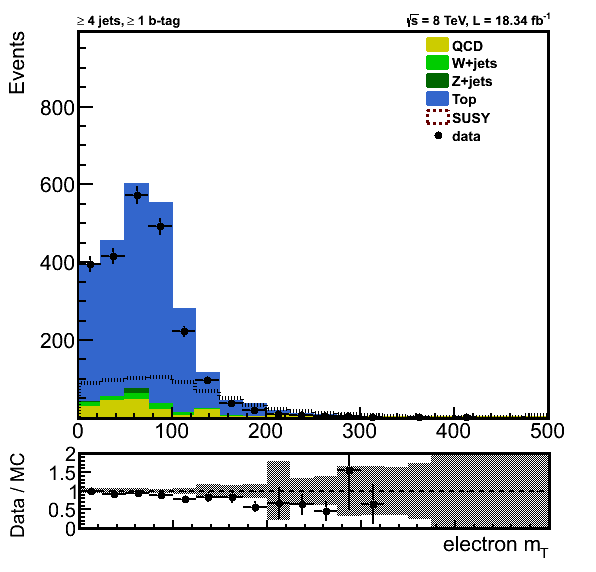 ≥ 4 jets, ≥ 1 b-tag
√s = 8 TeV, L = 18.34 fb⁻¹
Events
800
600
400
200
QCD
W+jets
Z+jets
Top
SUSY
data
0 100 200 300 400 500
Data / MC
2
1.5
1
0.5
0
electron m_T